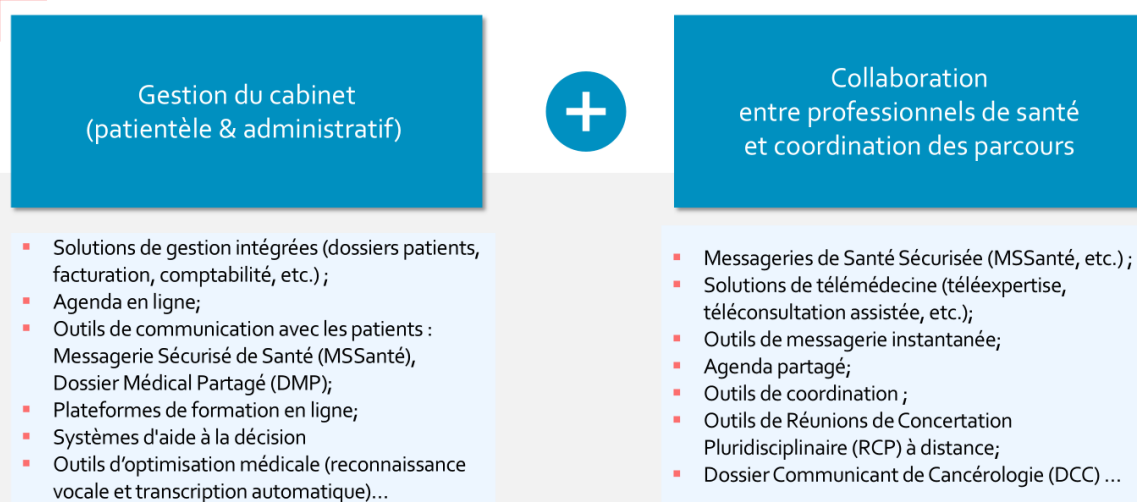 Gestion du cabinet
(patientèle & administratif)
+
Collaboration
entre professionnels de santé
et coordination des parcours
▪ Solutions de gestion intégrées (dossiers patients,
facturation, comptabilité, etc.) ;
▪ Agenda en ligne;
▪ Outils de communication avec les patients :
Messagerie Sécurisé de Santé (MSSanté),
Dossier Médical Partagé (DMP);
▪ Plateformes de formation en ligne;
▪ Systèmes d'aide à la décision
▪ Outils d’optimisation médicale (reconnaissance
vocale et transcription automatique)…
▪ Messageries de Santé Sécurisée (MSSanté, etc.) ;
▪ Solutions de télémédecine (téléexpertise,
téléconsultation assistée, etc.);
▪ Outils de messagerie instantanée;
▪ Agenda partagé;
▪ Outils de coordination ;
▪ Outils de Réunions de Concertation
Pluridisciplinaire (RCP) à distance;
▪ Dossier Communicant de Cancérologie (DCC) …